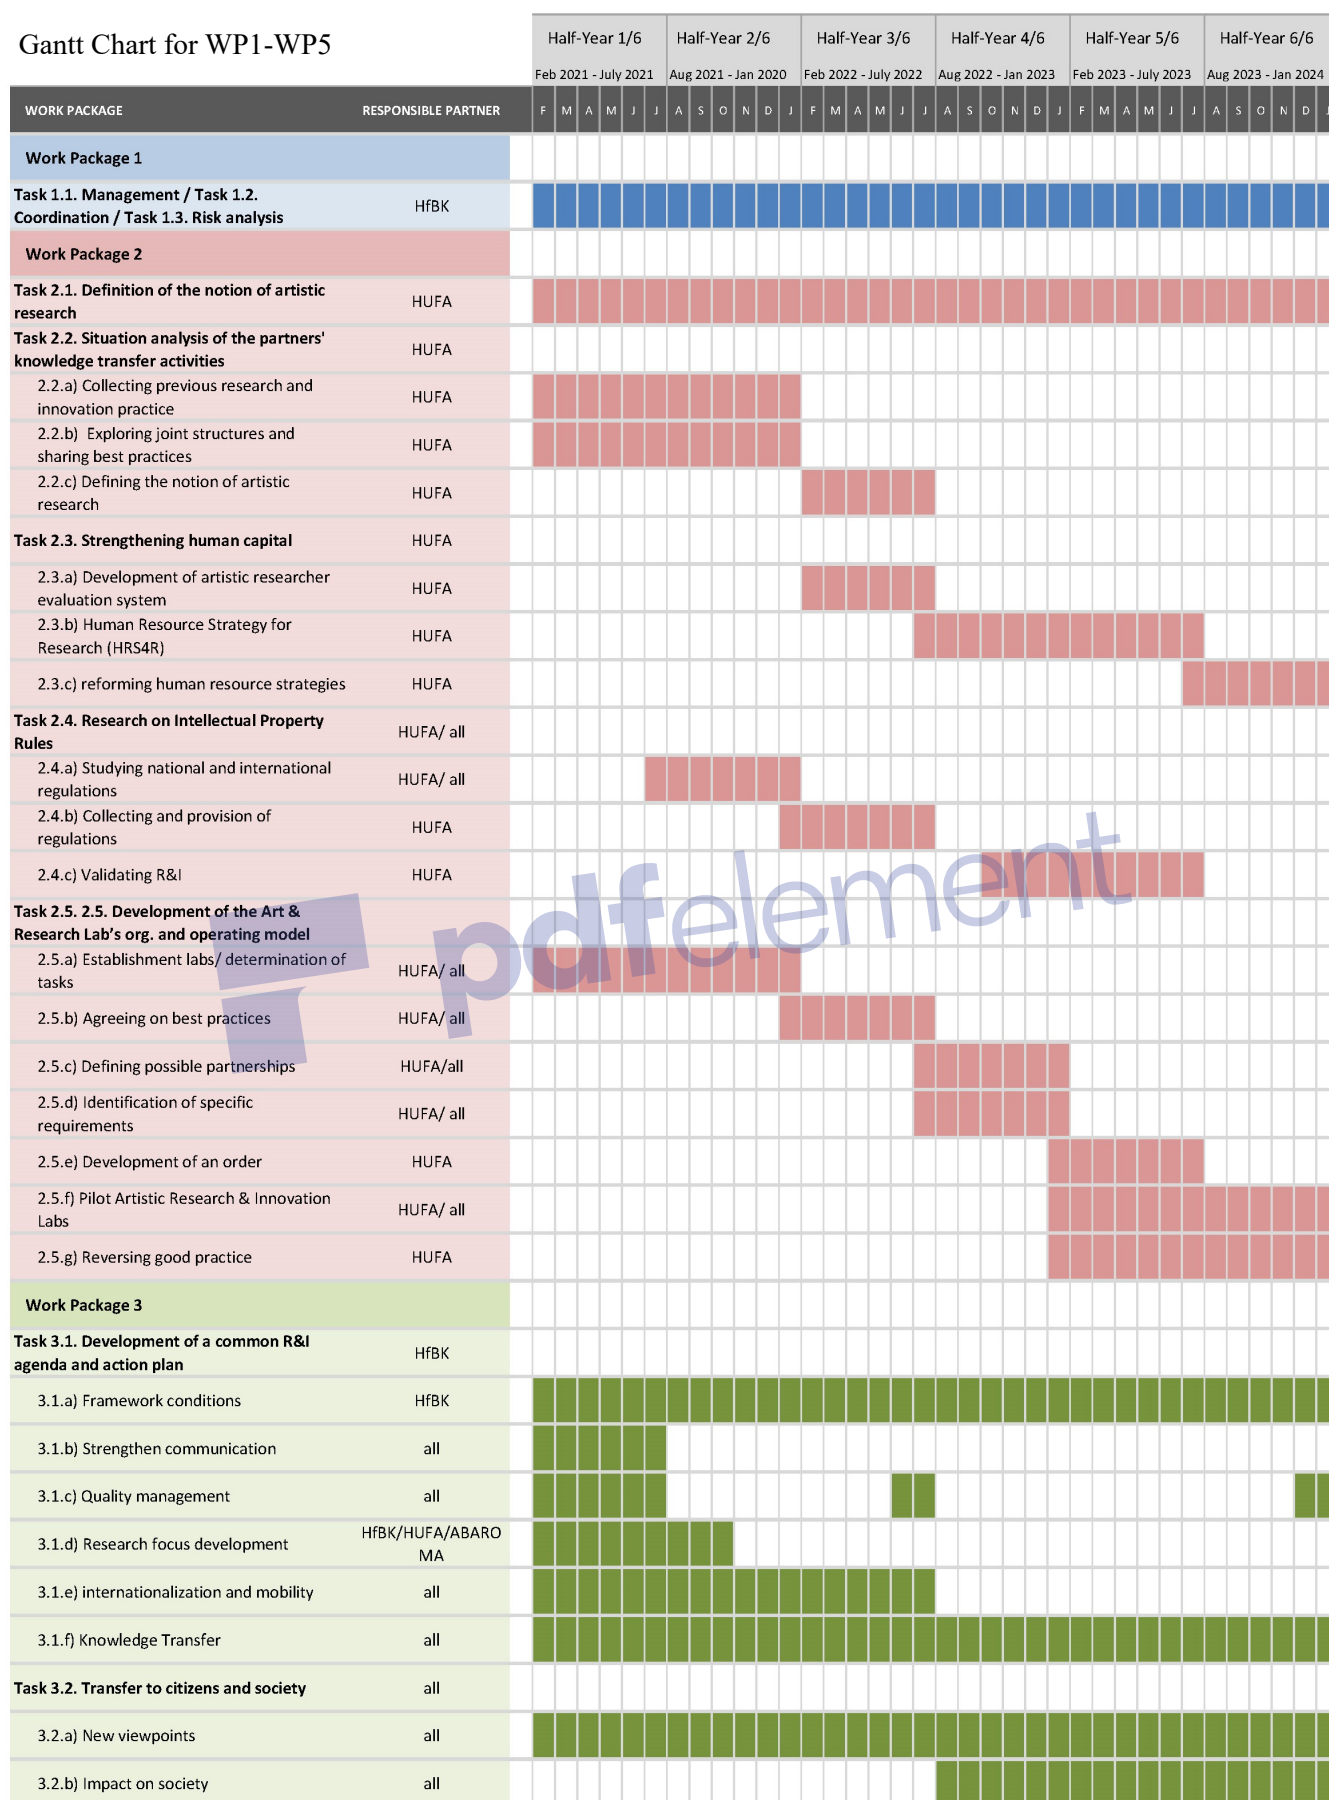 Gantt Chart for WP1-WP5
Half-Year 1/6 Half-Year 2/6 Half-Year 3/6 Half-Year 4/6 Half-Year 5/6 Half-Year 6/6
Feb 2021 - July 2021 Aug 2021 - Jan 2020 Feb 2022 - July 2022 Aug 2022 - Jan 2023 Feb 2023 - July 2023 Aug 2023 - Jan 2024
WORK PACKAGE RESPONSIBLE PARTNER F M A M J J A S O N D J F M A M J J A S O N D J F M A M J J A S O N D J
Work Package 1
Task 1.1. Management / Task 1.2.
Coordination / Task 1.3. Risk analysis
HfBK
Work Package 2
Task 2.1. Definition of the notion of artistic
research
HUFA
Task 2.2. Situation analysis of the partners'
knowledge transfer activities
HUFA
2.2.a) Collecting previous research and
innovation practice
HUFA
2.2.b) Exploring joint structures and
sharing best practices
HUFA
2.2.c) Defining the notion of artistic
research
HUFA
Task 2.3. Strengthening human capital HUFA
2.3.a) Development of artistic researcher
evaluation system
HUFA
2.3.b) Human Resource Strategy for
Research (HRS4R)
HUFA
2.3.c) reforming human resource strategies HUFA
Task 2.4. Research on Intellectual Property
Rules
HUFA/ all
2.4.a) Studying national and international
regulations
HUFA/ all
2.4.b) Collecting and provision of
regulations
HUFA
2.4.c) Validating R&I HUFA
Task 2.5. 2.5. Development of the Art &
Research Lab’s org. and operating model
2.5.a) Establishment labs/ determination of
tasks
HUFA/ all
2.5.b) Agreeing on best practices HUFA/ all
2.5.c) Defining possible partnerships HUFA/all
2.5.d) Identification of specific
requirements
HUFA/ all
2.5.e) Development of an order HUFA
2.5.f) Pilot Artistic Research & Innovation
Labs
HUFA/ all
2.5.g) Reversing good practice HUFA
Work Package 3
Task 3.1. Development of a common R&I
agenda and action plan
HfBK
3.1.a) Framework conditions HfBK
3.1.b) Strengthen communication all
3.1.c) Quality management all
3.1.d) Research focus development
HfBK/HUFA/ABARO
MA
3.1.e) internationalization and mobility all
3.1.f) Knowledge Transfer all
Task 3.2. Transfer to citizens and society all
3.2.a) New viewpoints all
3.2.b) Impact on society all
pdfelement